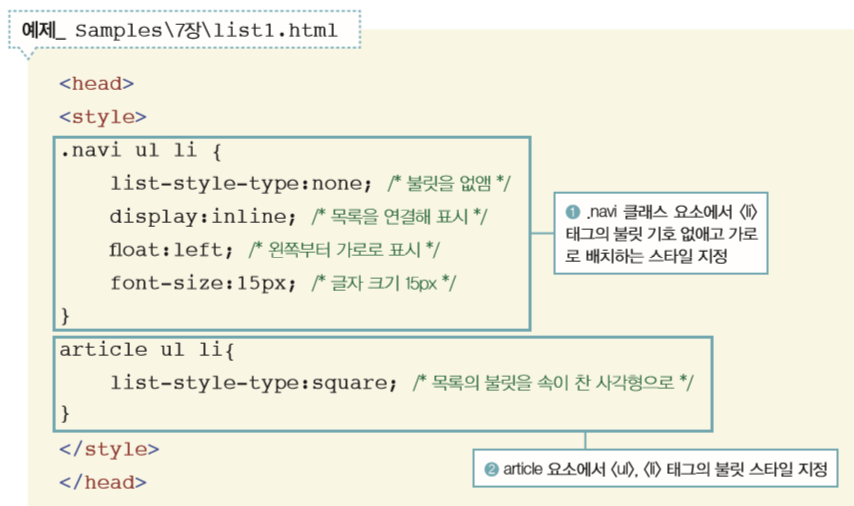 예제_ Samples\7장\list1.html
<head>
<style>
.navi ul li {
list-style-type:none; /* 불릿을 없앰 */
display:inline; /* 목록을 연결해 표시 */
float:left; /* 왼쪽부터 가로로 표시 */
font-size:15px; /* 글자 크기 15px */
}
❶ .navi 클래스 요소에서 〈li〉
태그의 불릿 기호 없애고 가로
로 배치하는 스타일 지정
article ul li{
list-style-type:square; /* 목록의 불릿을 속이 찬 사각형으로 */
}
</style>
</head>
❷ article 요소에서 〈ul〉, 〈li〉 태그의 불릿 스타일 지정